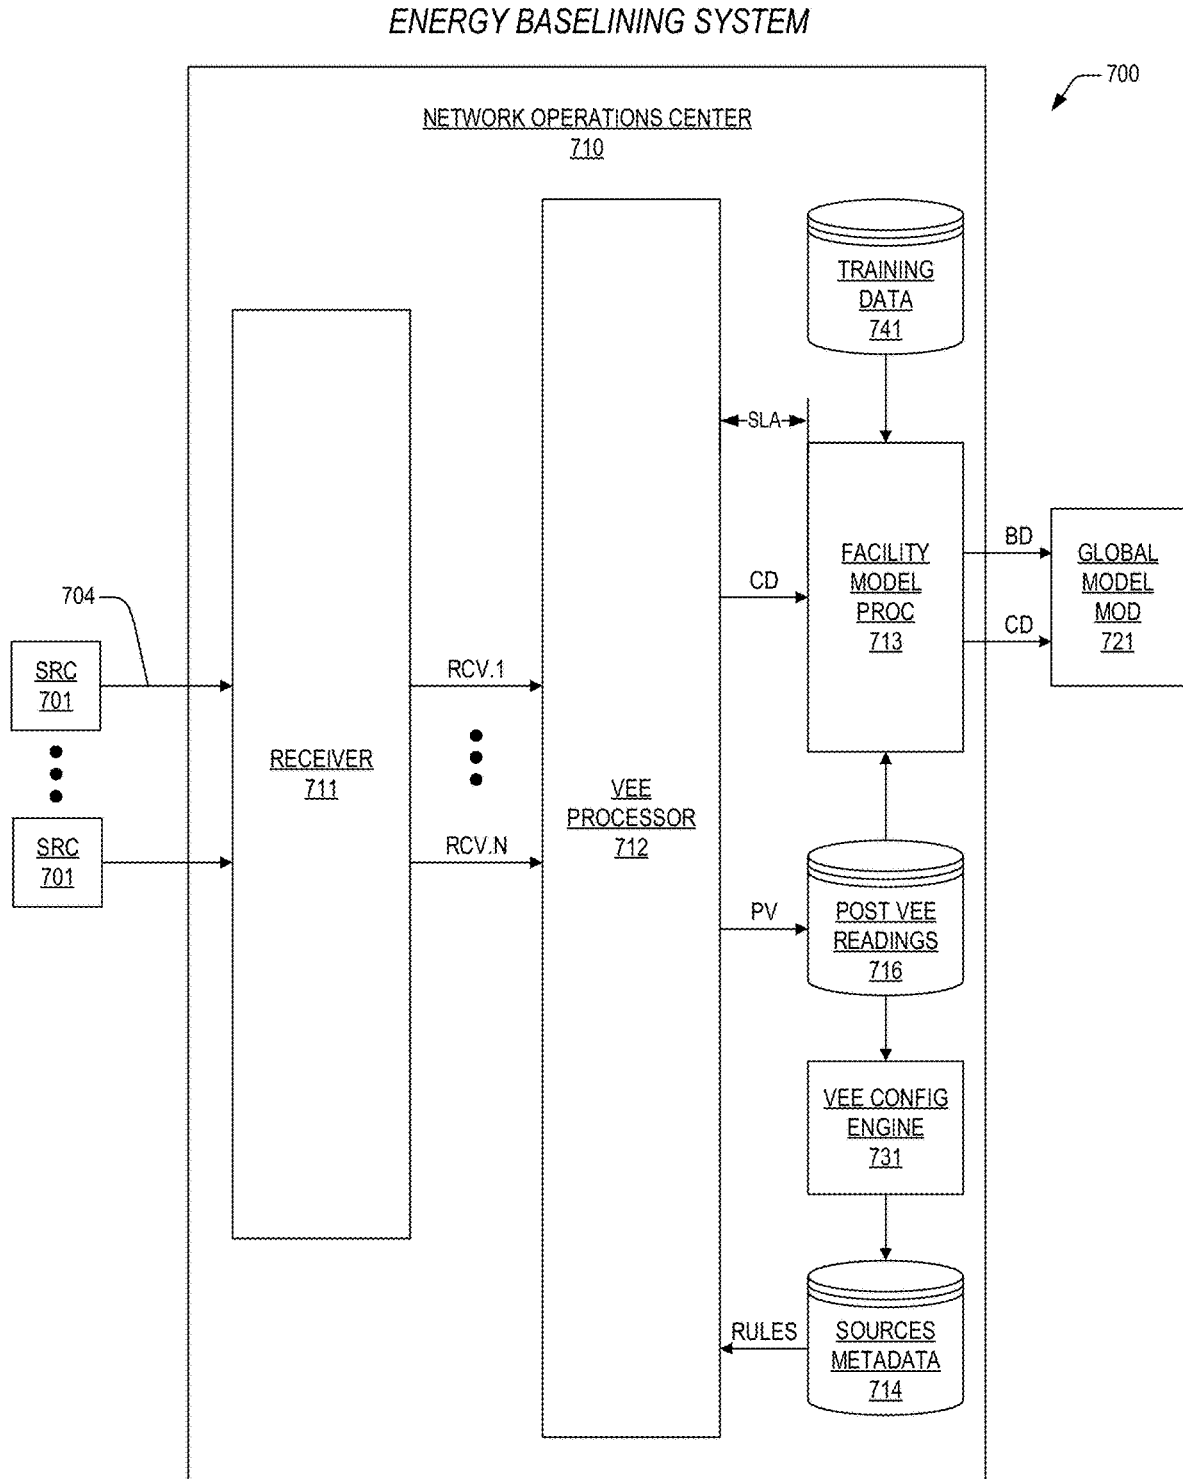 ENERGY BASELINING SYSTEM
700
NETWORK OPERATIONS CENTER
710
TRAINING
DATA
741
SLA
FACILITY
MODEL
PROC
713
BD
CD
GLOBAL
MODEL
MOD
721
CD
704
SRC
701
RCV.1
RECEIVER
711
VEE
PROCESSOR
712
SRC
701
RCV.N
PV
POST VEE
READINGS
716
VEE CONFIG
ENGINE
731
RULES
SOURCES
METADATA
714